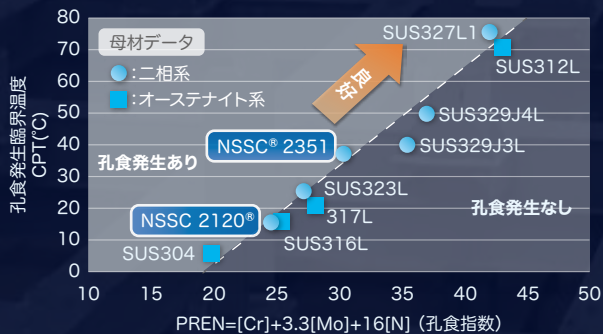 母材データ
:二相系
:オーステナイト系
良好
SUS327L1
SUS312L
SUS329J4L
SUS329J3L
NSSC® 2351
孔食発生あり
SUS323L
317L
孔食発生なし
NSSC 2120®
SUS316L
SUS304
孔食発生臨界温度
CPT(℃)
80
70
60
50
40
30
20
10
0
10 15 20 25 30 35 40 45 50
PREN=[Cr]+3.3[Mo]+16[N](孔食指数)